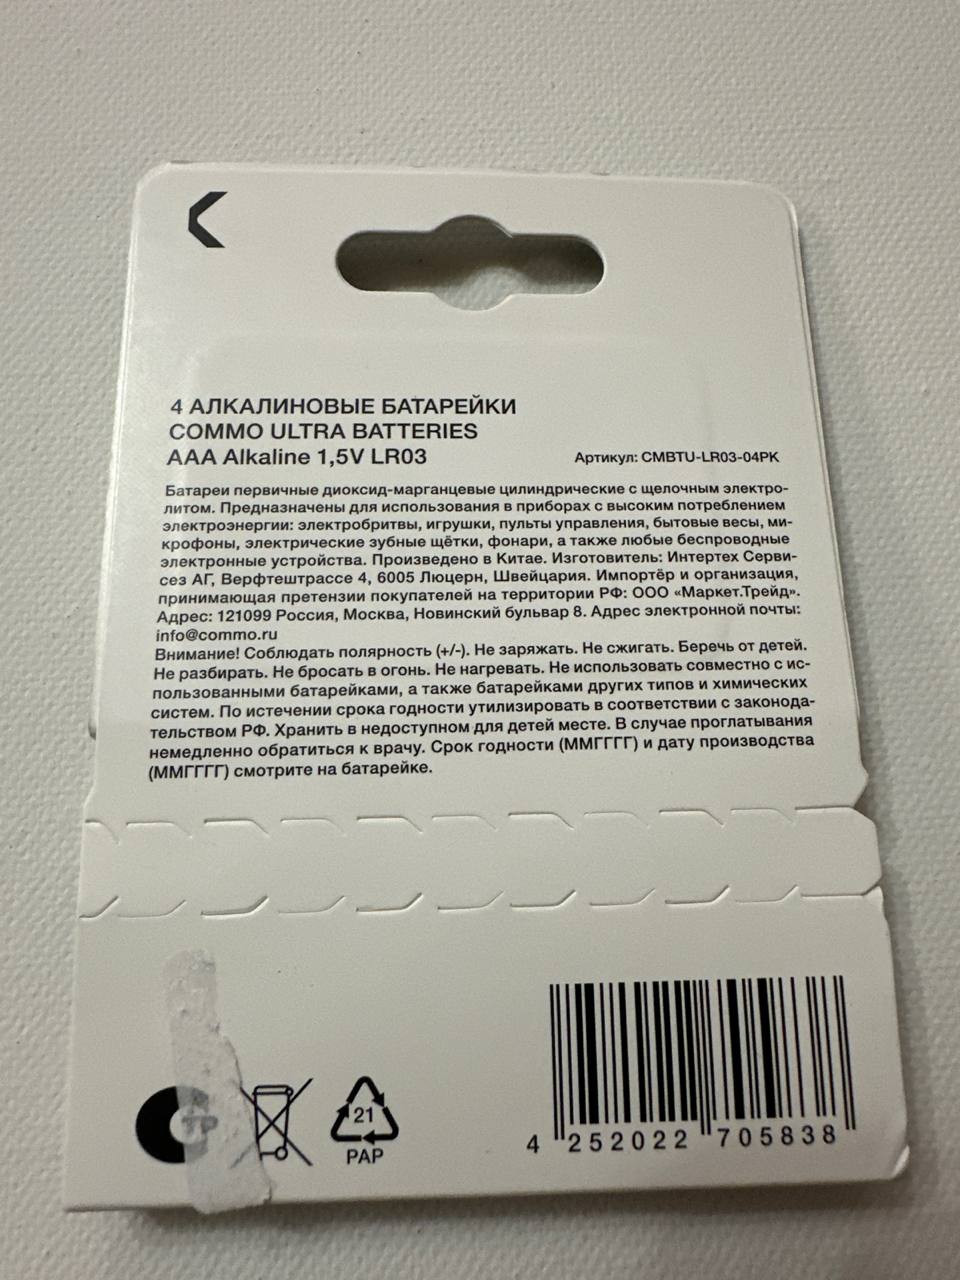 4 АЛКАЛИНОВЫЕ БАТАРЕЙКИ
COMMO ULTRA BATTERIES
AAA Alkaline 1,5V LR03
Артикул: CMBTU-LR03-04PK
Батареи первичные диоксид-марганцевые цилиндрические с щелочным электро-
литом. Предназначены для использования в приборах с высоким потреблением
электроэнергии: электробритвы, игрушки, пульты управления, бытовые весы, ми-
крофоны, электрические зубные щётки, фонари, а также любые беспроводные
электронные устройства. Произведено в Китае. Изготовитель: Интертех Серви-
сез АГ, Верфтештрассе 4, 6005 Люцерн, Швейцария. Импортёр и организация,
принимающая претензии покупателей на территории РФ: ООО «Маркет.Трейд».
Адрес: 121099 Россия, Москва, Новинский бульвар 8. Адрес электронной почты:
info@commo.ru
Внимание! Соблюдать полярность (+/-). Не заряжать. Не сжигать. Беречь от детей.
Не разбирать. Не бросать в огонь. Не нагревать. Не использовать совместно с ис-
пользованными батарейками, а также батарейками других типов и химических
систем. По истечении срока годности утилизировать в соответствии с законода-
тельством РФ. Хранить в недоступном для детей месте. В случае проглатывания
немедленно обратиться к врачу. Срок годности (ММГГГГ) и дату производства
(ММГГГГ) смотрите на батарейке.
21
PAP
4 252022 705838